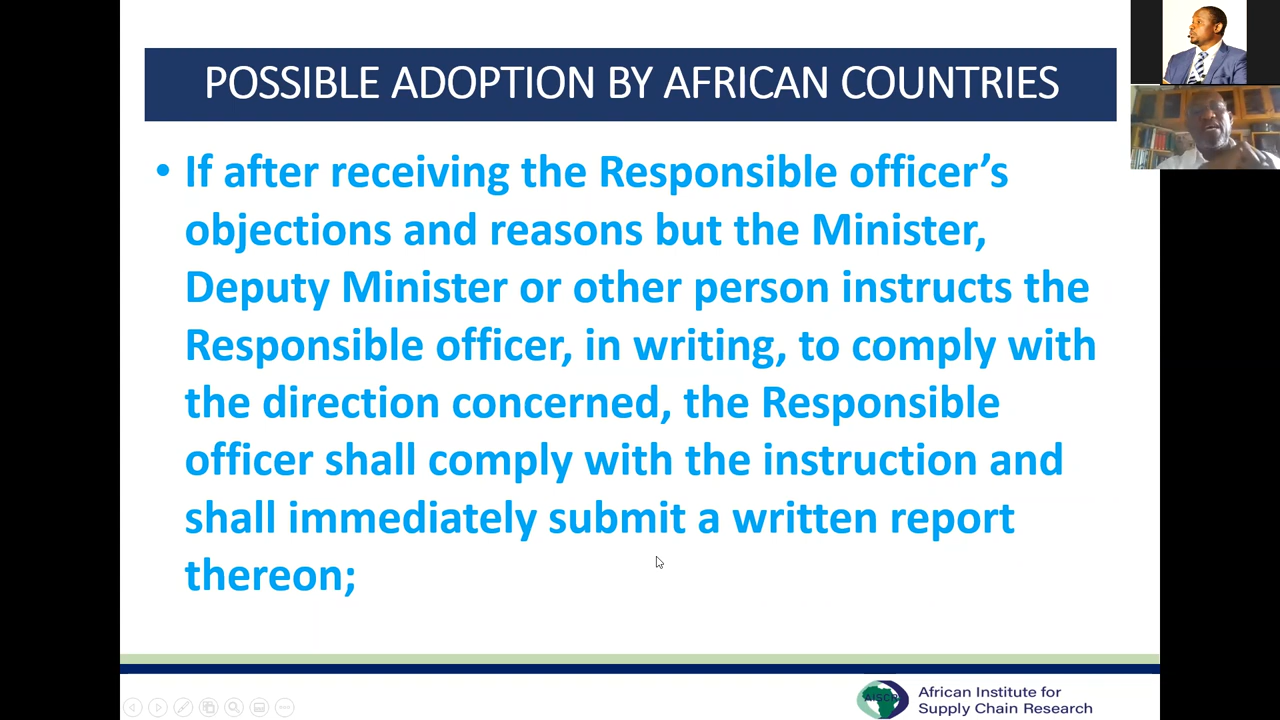 POSSIBLE ADOPTION BY AFRICAN COUNTRIES
• If after receiving the Responsible officer’s
objections and reasons but the Minister,
Deputy Minister or other person instructs the
Responsible officer, in writing, to comply with
the direction concerned, the Responsible
officer shall comply with the instruction and
shall immediately submit a written report
thereon;
AISCR
African Institute for
Supply Chain Research